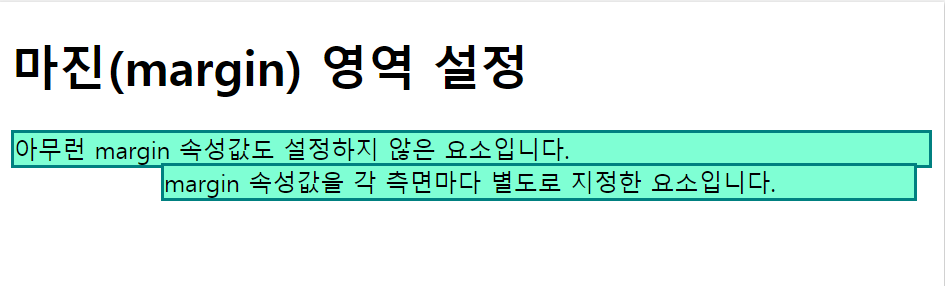 마진(margin) 영역 설정
아무런 margin 속성값도 설정하지 않은 요소입니다.
margin 속성값을 각 측면마다 별도로 지정한 요소입니다.